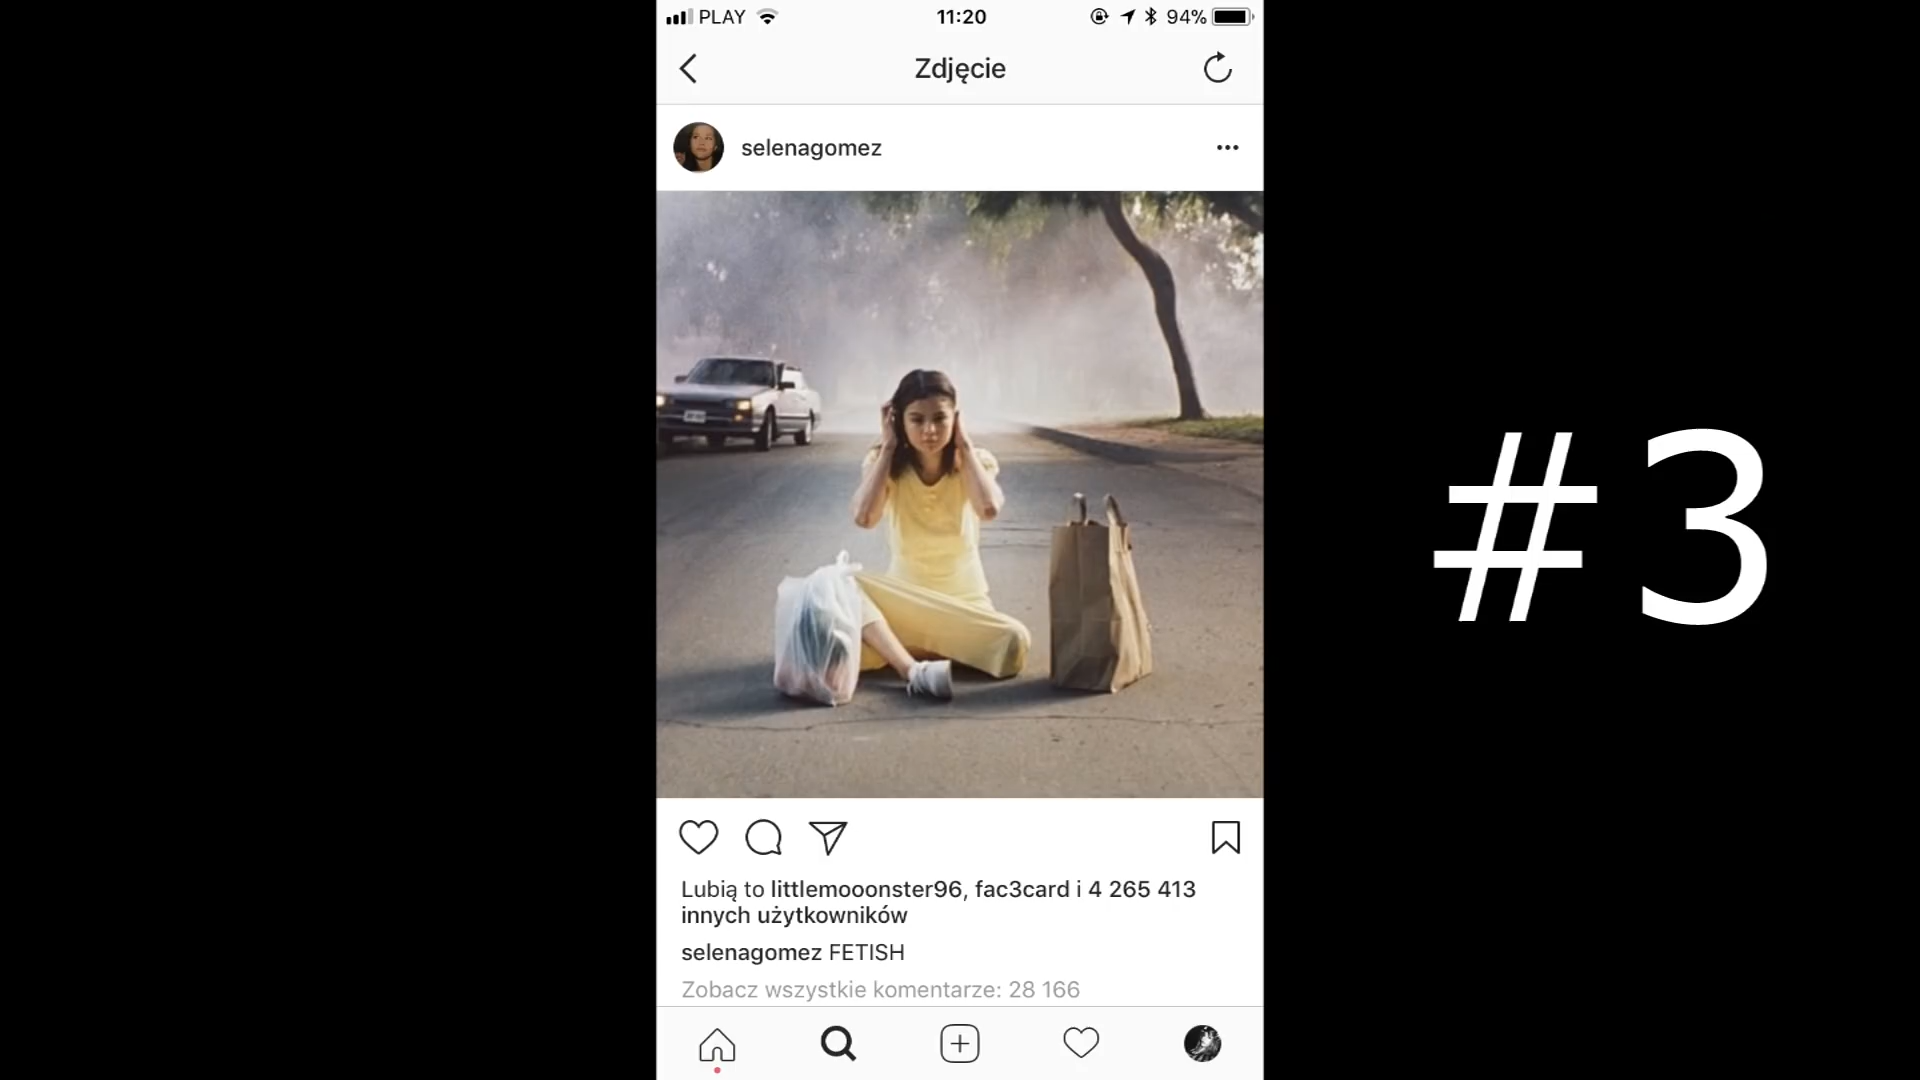 PLAY 11:20 94%
Zdjęcie
selenagomez
#3
Lubią to littlemooonster96, fac3card i 4 265 413
innych użytkowników
selenagomez FETISH
Zobacz wszystkie komentarze: 28 166